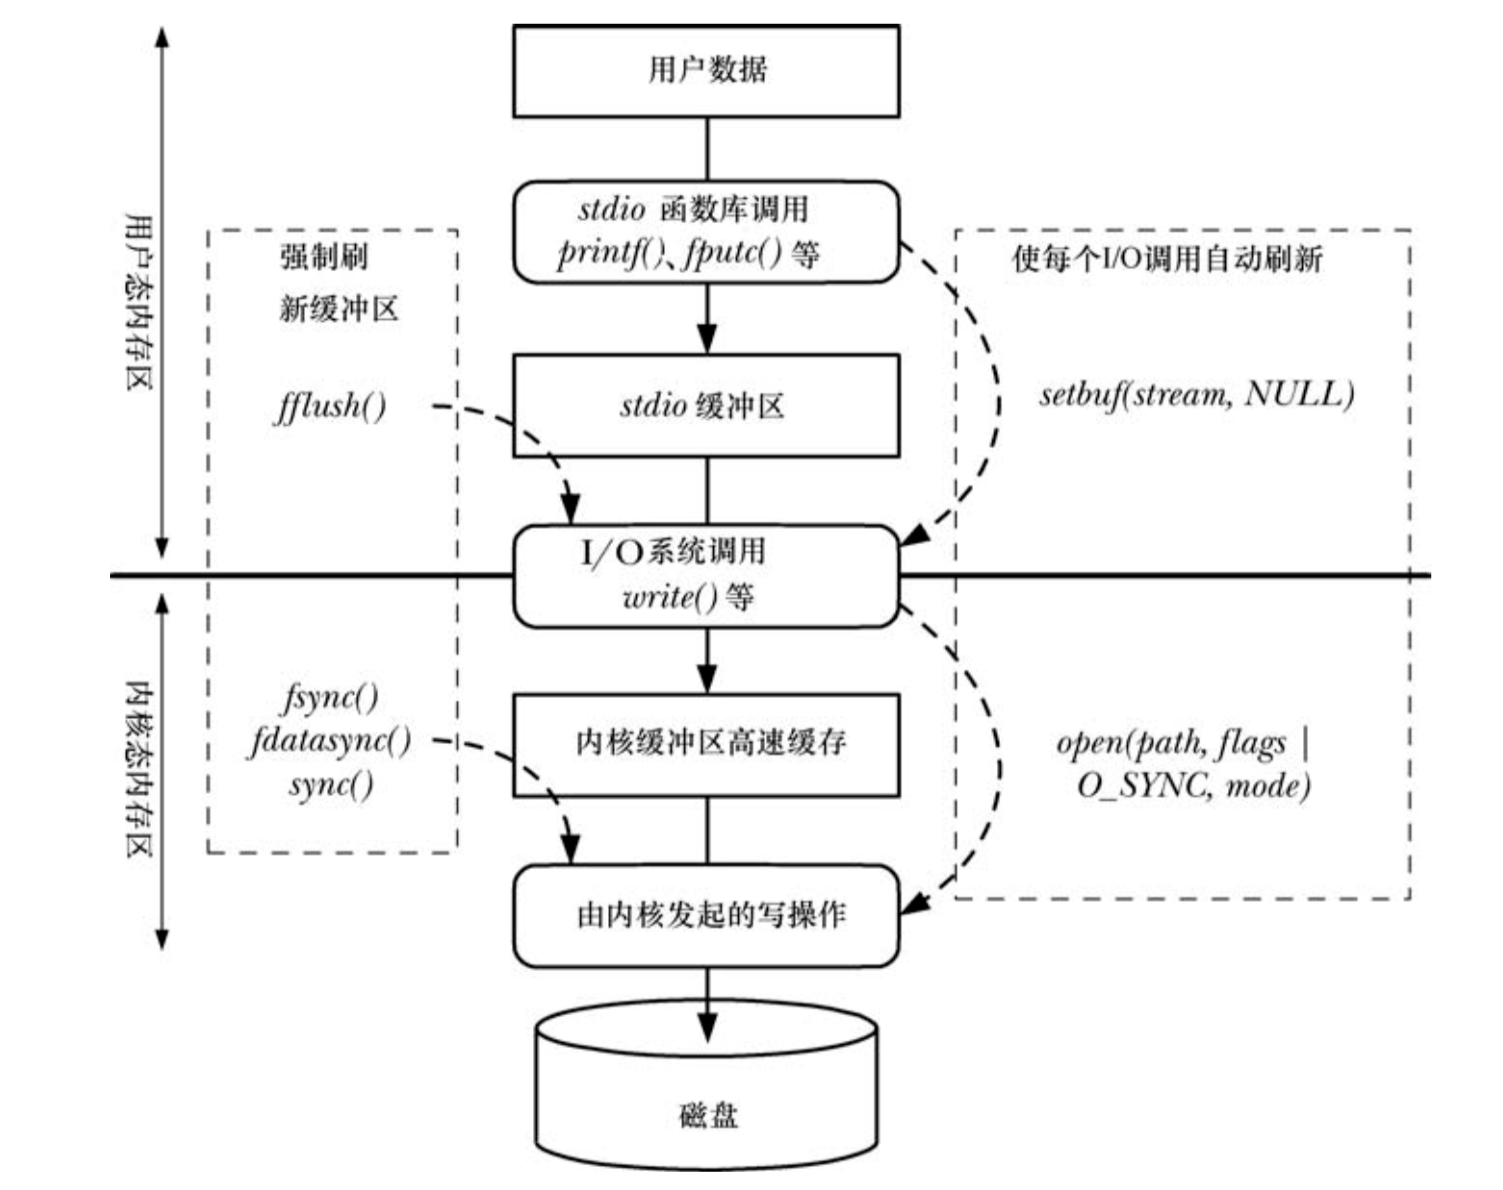 用户数据
stdio 函数库调用
printf()、fputc() 等
用户态内存区
强制刷
新缓冲区
使每个I/O调用自动刷新
fflush()
stdio 缓冲区
setbuf(stream, NULL)
I/O系统调用
write() 等
内核态内存区
fsync()
fdatasync()
sync()
内核缓冲区高速缓存
open(path, flags |
O_SYNC, mode)
由内核发起的写操作
磁盘